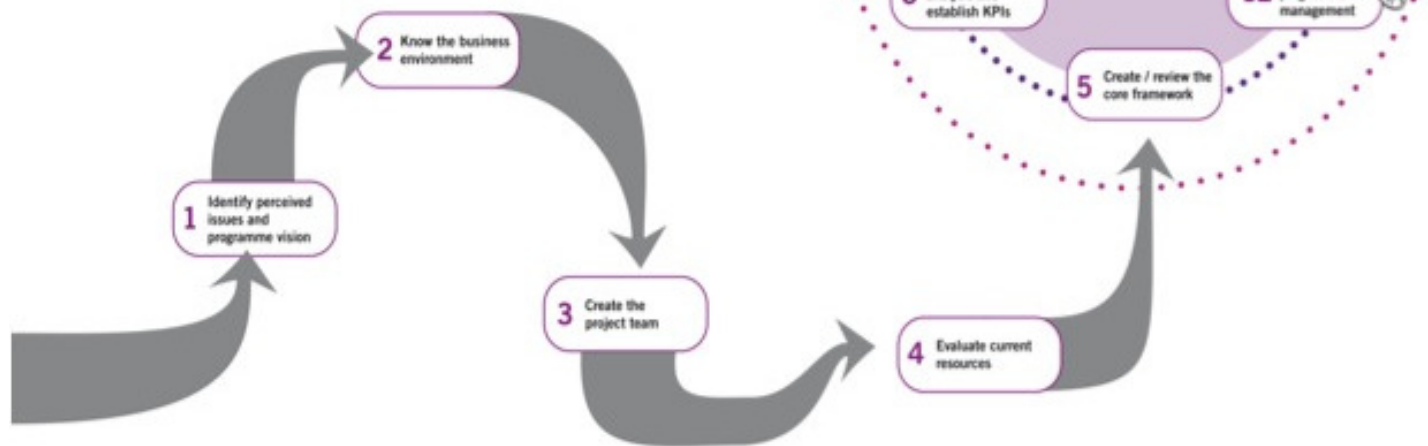 establish KPIs
management
2 Know the business
environment
5 Create / review the
core framework
1 Identify perceived
issues and
programme vision
3 Create the
project team
4 Evaluate current
resources